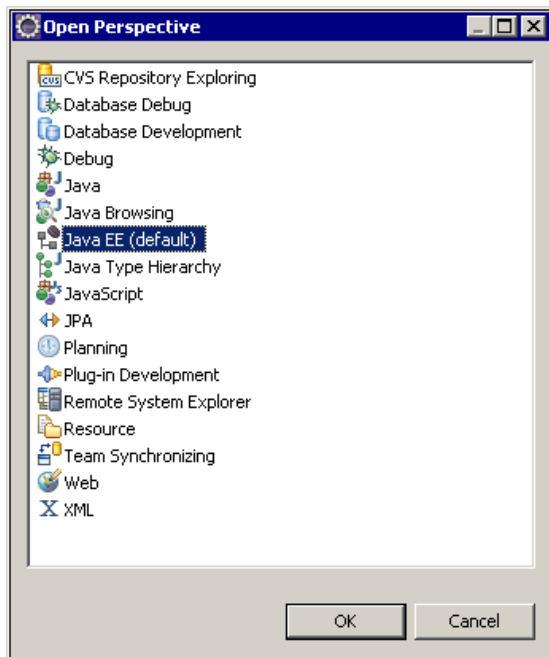 Open Perspective
CVS CVS Repository Exploring
Database Debug
Database Development
Debug
Java
Java Browsing
Java EE (default)
Java Type Hierarchy
JavaScript
JPA
Planning
Plug-in Development
Remote System Explorer
Resource
Team Synchronizing
Web
X XML
OK Cancel